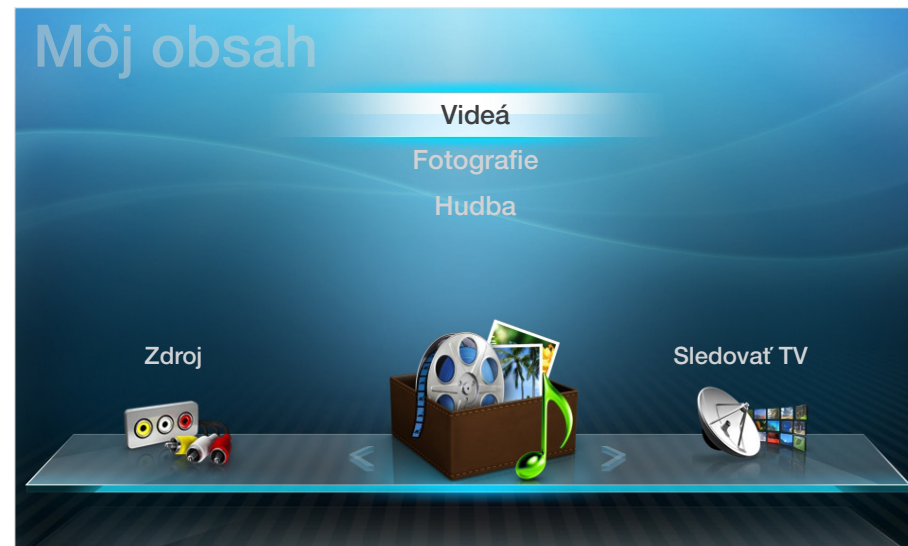 Môj obsah
Videá
Fotografie
Hudba
Zdroj
Sledovať TV